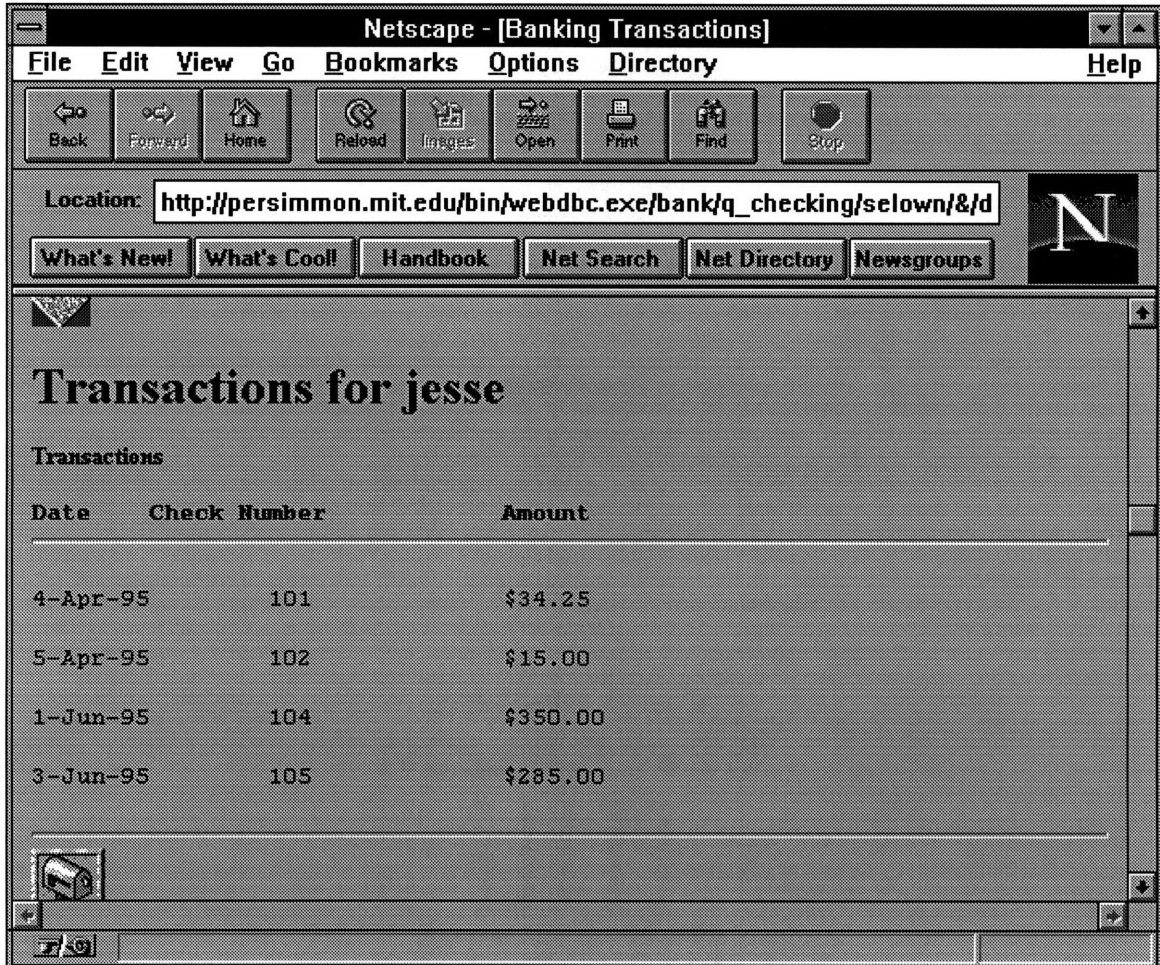 Netscape - [Banking Transactions]
File Edit View Go Bookmarks Options Directory Help
Back Forward Home Reload Images Open Print Find Stop
Location: http://persimmon.mit.edu/bin/webdbc.exe/bank/q_checking/selown/&/d
N
What's New! What's Cool! Handbook Net Search Net Directory Newsgroups
Transactions for jesse
Transactions
Date Check Number Amount
4-Apr-95 101 $34.25
5-Apr-95 102 $15.00
1-Jun-95 104 $350.00
3-Jun-95 105 $285.00